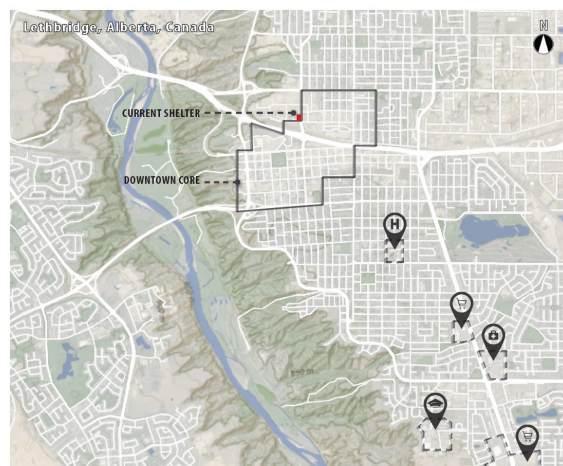 Lethbridge, Alberta, Canada
N
CURRENT SHELTER
DOWNTOWN CORE
H